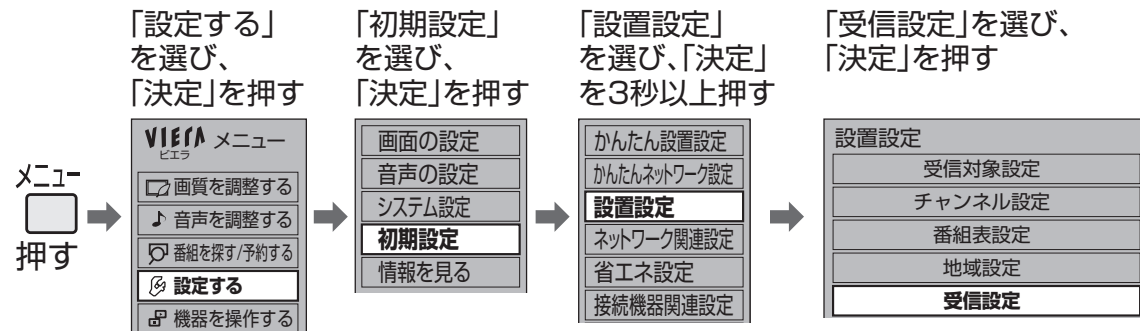 「設定する」
を選び、
「決定」を押す
「初期設定」
を選び、
「決定」を押す
「設置設定」
を選び、「決定」
を3秒以上押す
「受信設定」を選び、
「決定」を押す
メニュー
押す
VIERA メニュー
ビエラ
画質を調整する
音声を調整する
番組を探す/予約する
設定する
機器を操作する
画面の設定
音声の設定
システム設定
初期設定
情報を見る
かんたん設置設定
かんたんネットワーク設定
設置設定
ネットワーク関連設定
省エネ設定
接続機器関連設定
設置設定
受信対象設定
チャンネル設定
番組表設定
地域設定
受信設定